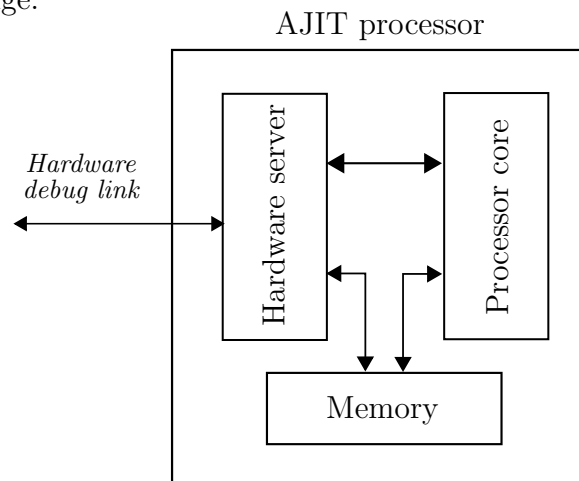 AJIT processor
Hardware
debug link
Hardware server
Processor core
Memory